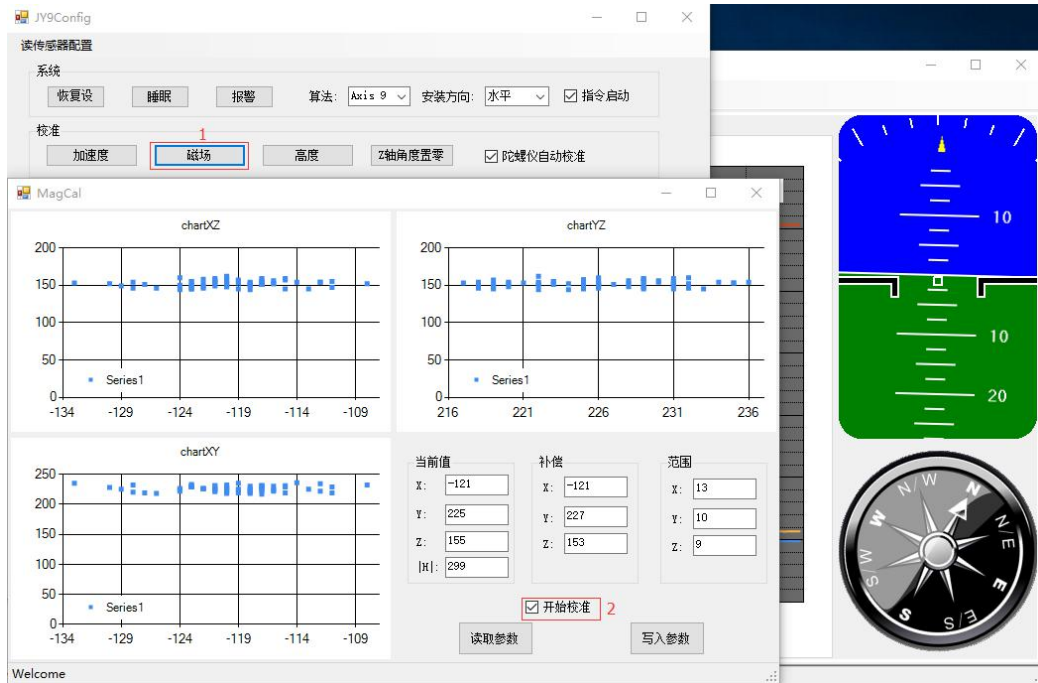 JY9Config
读传感器配置
系统
恢复设 睡眠 报警 算法: Axis 9 安装方向: 水平 指令启动
校准
1
加速度 磁场 高度 Z轴角度置零 陀螺仪自动校准
MagCal
chartXZ
200
150
100
50
0
Series1
-134 -129 -124 -119 -114 -109
chartYZ
200
150
100
50
0
Series1
216 221 226 231 236
chartXY
250
200
150
100
50
0
Series1
-134 -129 -124 -119 -114 -109
当前值
X: -121
Y: 225
Z: 155
|H|: 299
补偿
X: -121
Y: 227
Z: 153
范围
X: 13
Y: 10
Z: 9
开始校准 2
读取参数 写入参数
Welcome
10
10
20
N/W N N/E E S/E S S/W W